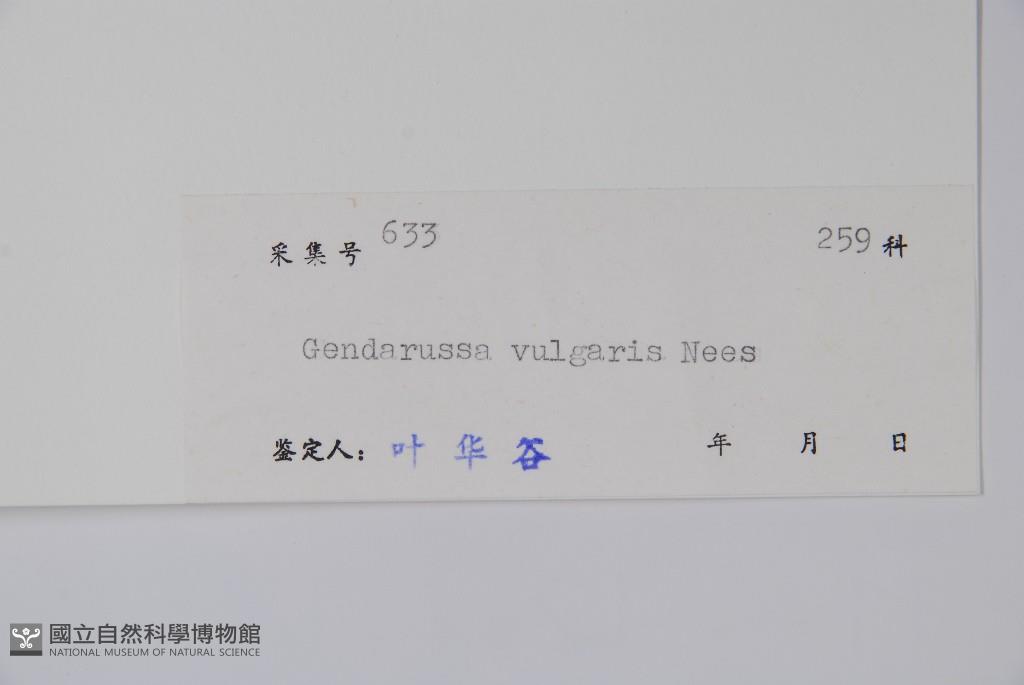 采集号 633 259 科
Gendarussa vulgaris Nees
鉴定人: 叶华谷 年 月 日
國立自然科學博物館
NATIONAL MUSEUM OF NATURAL SCIENCE